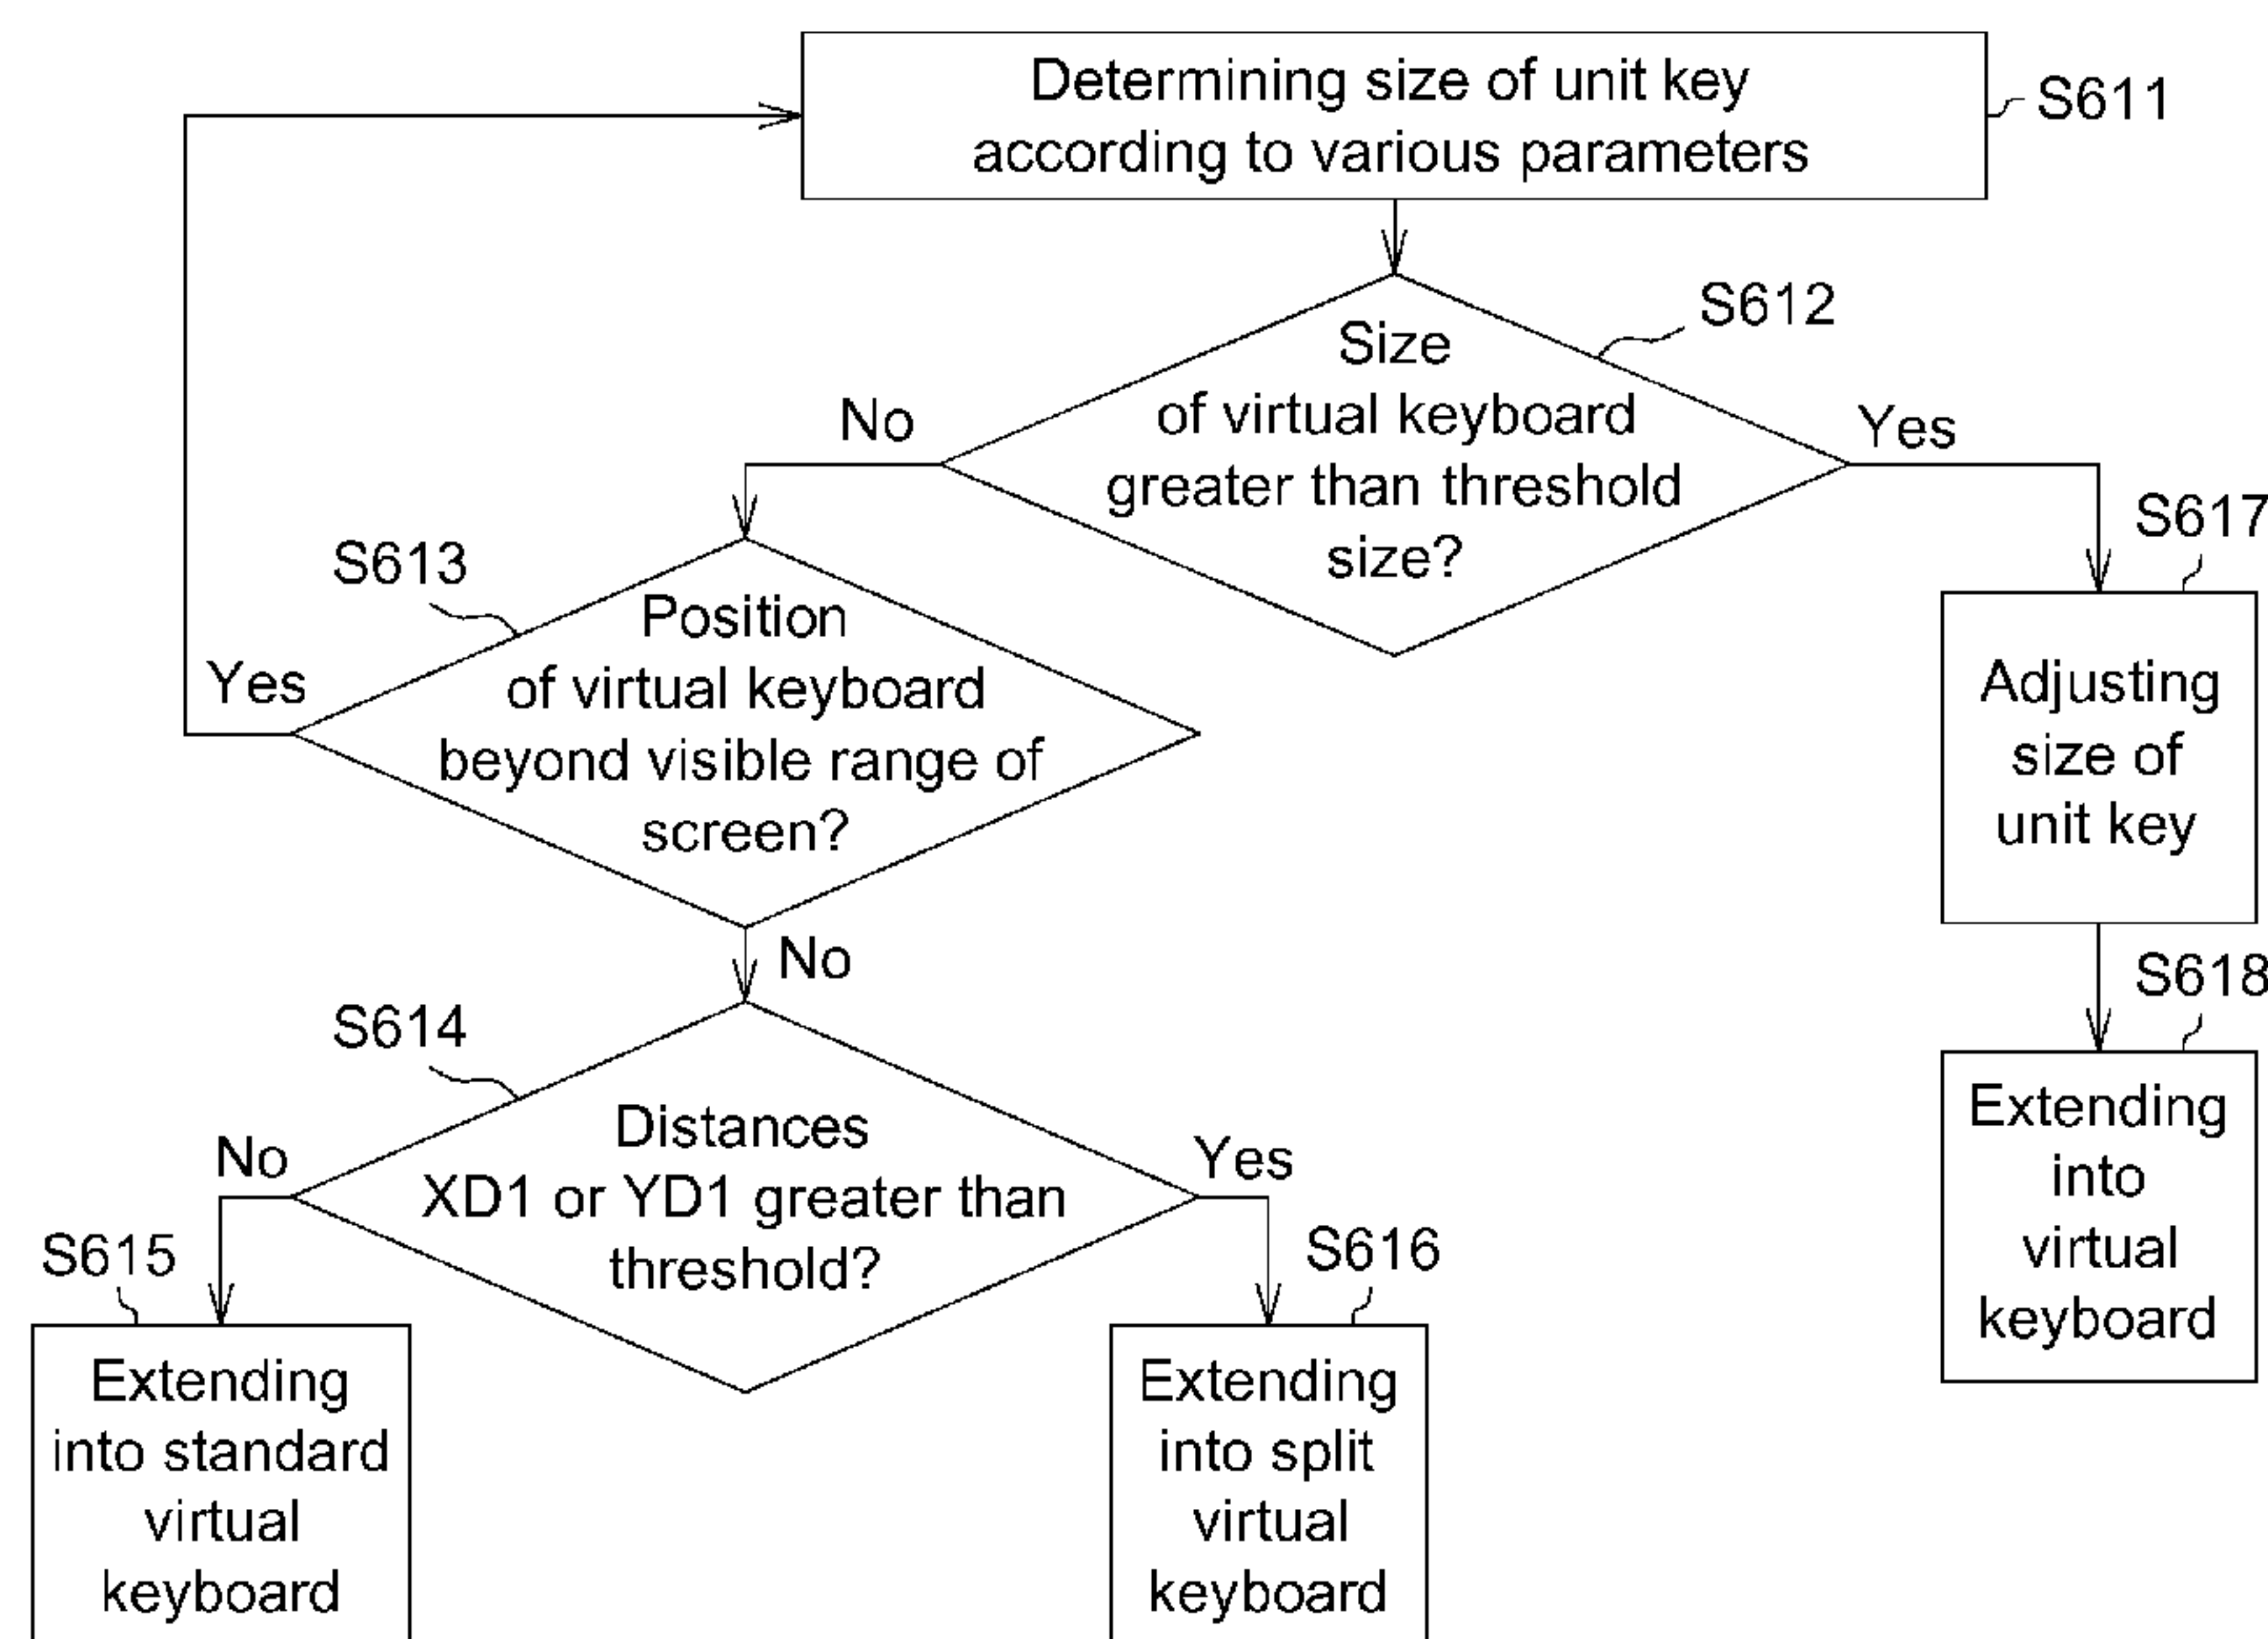 Determining size of unit key
according to various parameters
S611
S612
Size
of virtual keyboard
greater than threshold
size?
No
Yes
S617
S613
Position
of virtual keyboard
beyond visible range of
screen?
Yes
Adjusting
size of
unit key
No
S618
S614
Distances
XD1 or YD1 greater than
threshold?
No
Yes
Extending
into
virtual
keyboard
S615
S616
Extending
into standard
virtual
keyboard
Extending
into split
virtual
keyboard